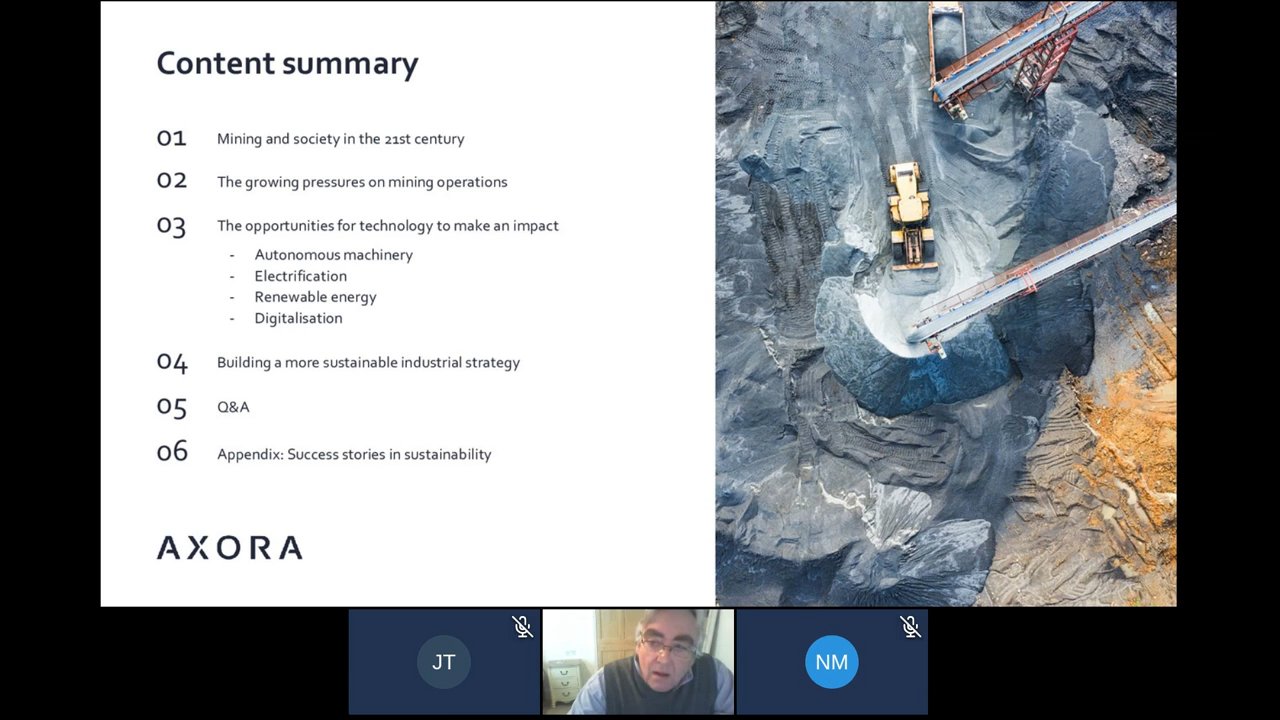 Content summary
01 Mining and society in the 21st century
02 The growing pressures on mining operations
03 The opportunities for technology to make an impact
- Autonomous machinery
- Electrification
- Renewable energy
- Digitalisation
04 Building a more sustainable industrial strategy
05 Q&A
06 Appendix: Success stories in sustainability
AXORA
JT
NM